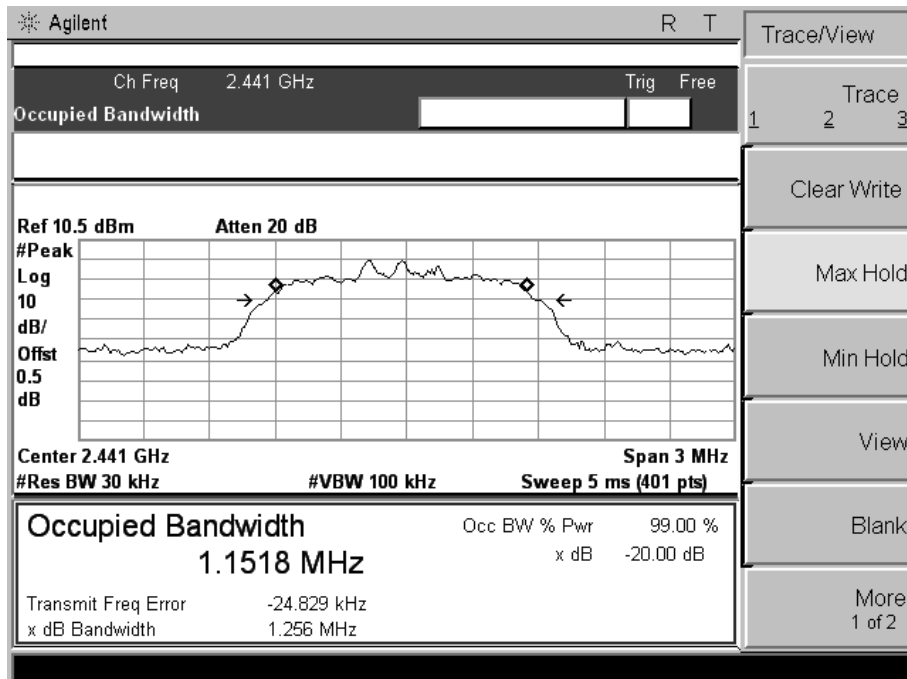 Agilent R T
Ch Freq 2.441 GHz Trig Free
Occupied Bandwidth
Ref 10.5 dBm Atten 20 dB
#Peak
Log
10
dB/
Offst
0.5
dB
Center 2.441 GHz Span 3 MHz
#Res BW 30 kHz #VBW 100 kHz Sweep 5 ms (401 pts)
Occupied Bandwidth
1.1518 MHz
Occ BW % Pwr 99.00 %
x dB -20.00 dB
Transmit Freq Error -24.829 kHz
x dB Bandwidth 1.256 MHz
Trace/View
Trace
1 2 3
Clear Write
Max Hold
Min Hold
View
Blank
More
1 of 2